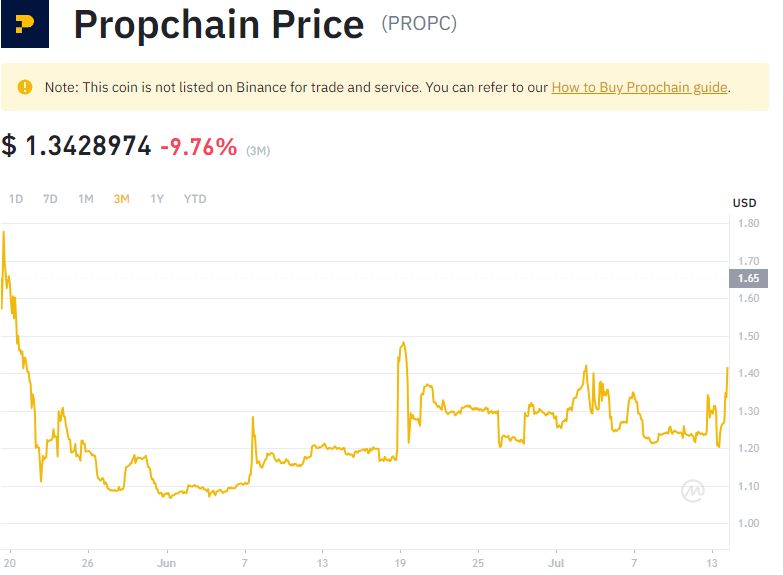 Propchain Price (PROPC)
Note: This coin is not listed on Binance for trade and service. You can refer to our How to Buy Propchain guide.
$ 1.3428974 -9.76% (3M)
1D 7D 1M 3M 1Y YTD
USD
1.80
1.70
1.65
1.60
1.50
1.40
1.30
1.20
1.10
1.00
20 26 Jun 7 13 19 25 Jul 7 13